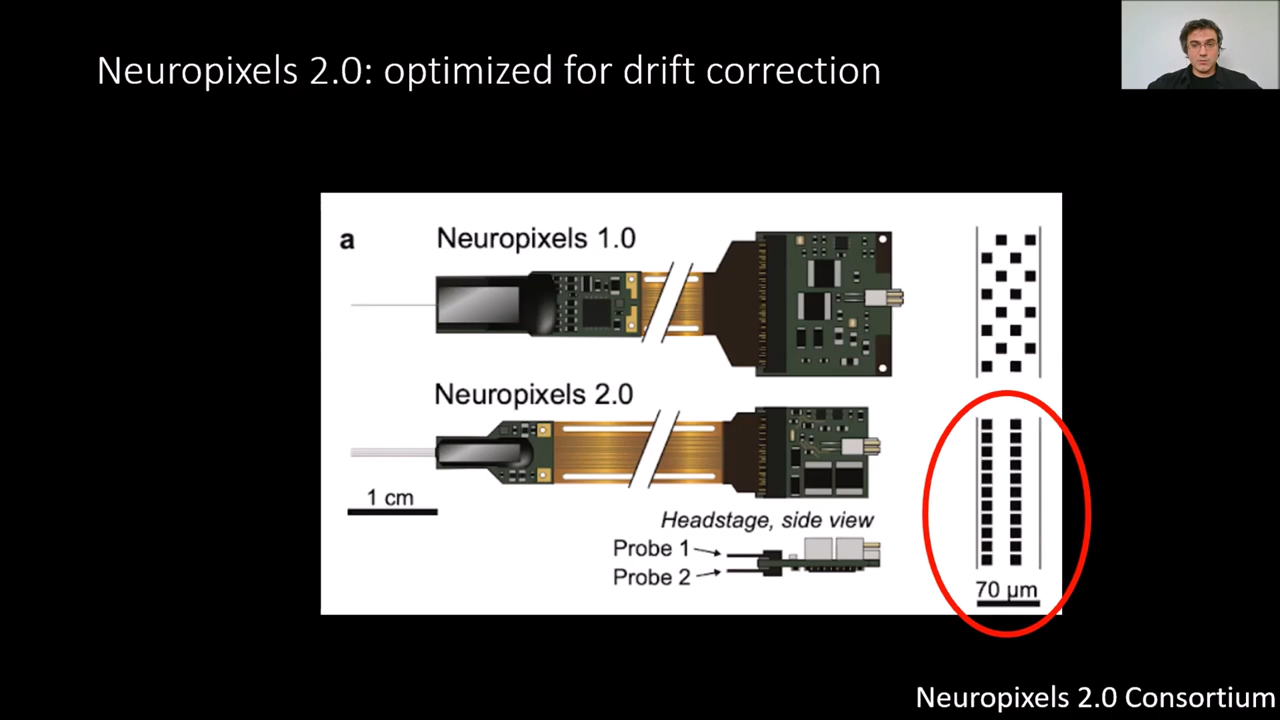 Neuropixels 2.0: optimized for drift correction
a
Neuropixels 1.0
Neuropixels 2.0
1 cm
Headstage, side view
Probe 1
Probe 2
70 µm
Neuropixels 2.0 Consortium